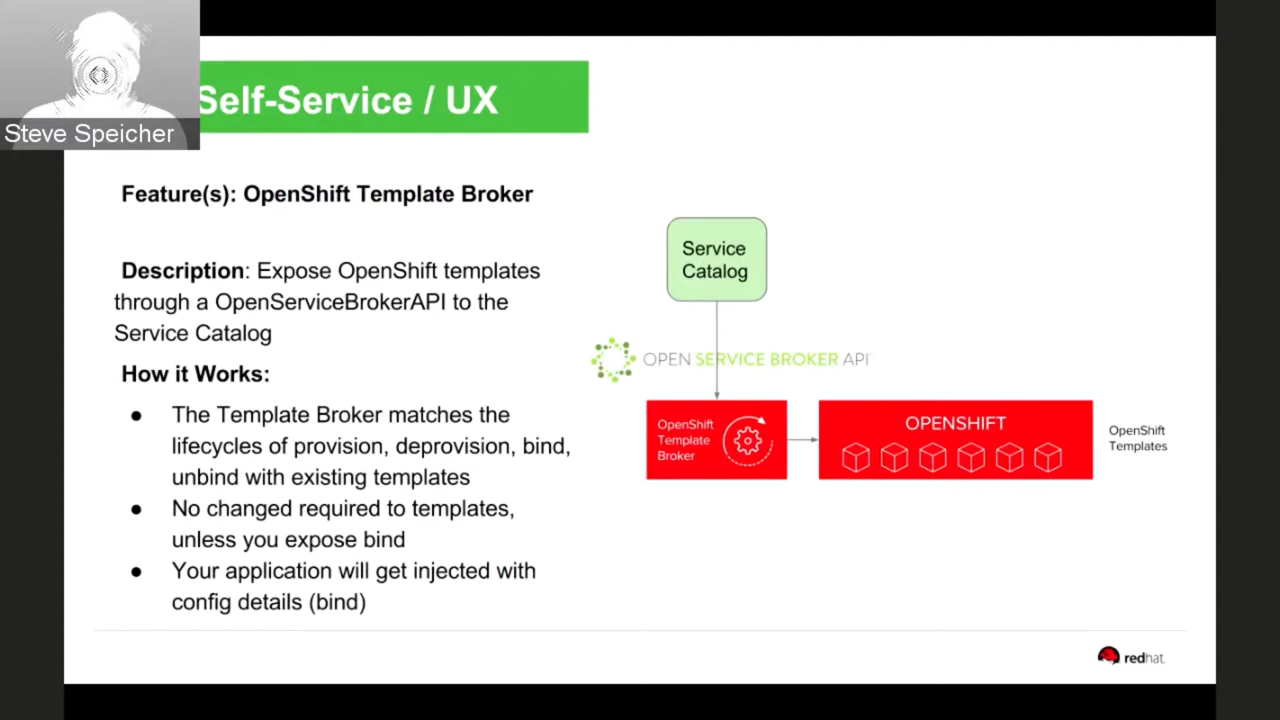 Steve Speicher
Self-Service / UX
Feature(s): OpenShift Template Broker
Description: Expose OpenShift templates
through a OpenServiceBrokerAPI to the
Service Catalog
How it Works:
● The Template Broker matches the
lifecycles of provision, deprovision, bind,
unbind with existing templates
● No changed required to templates,
unless you expose bind
● Your application will get injected with
config details (bind)
Service
Catalog
OPEN SERVICE BROKER API
OpenShift
Template
Broker
OPENSHIFT
OpenShift
Templates
redhat.